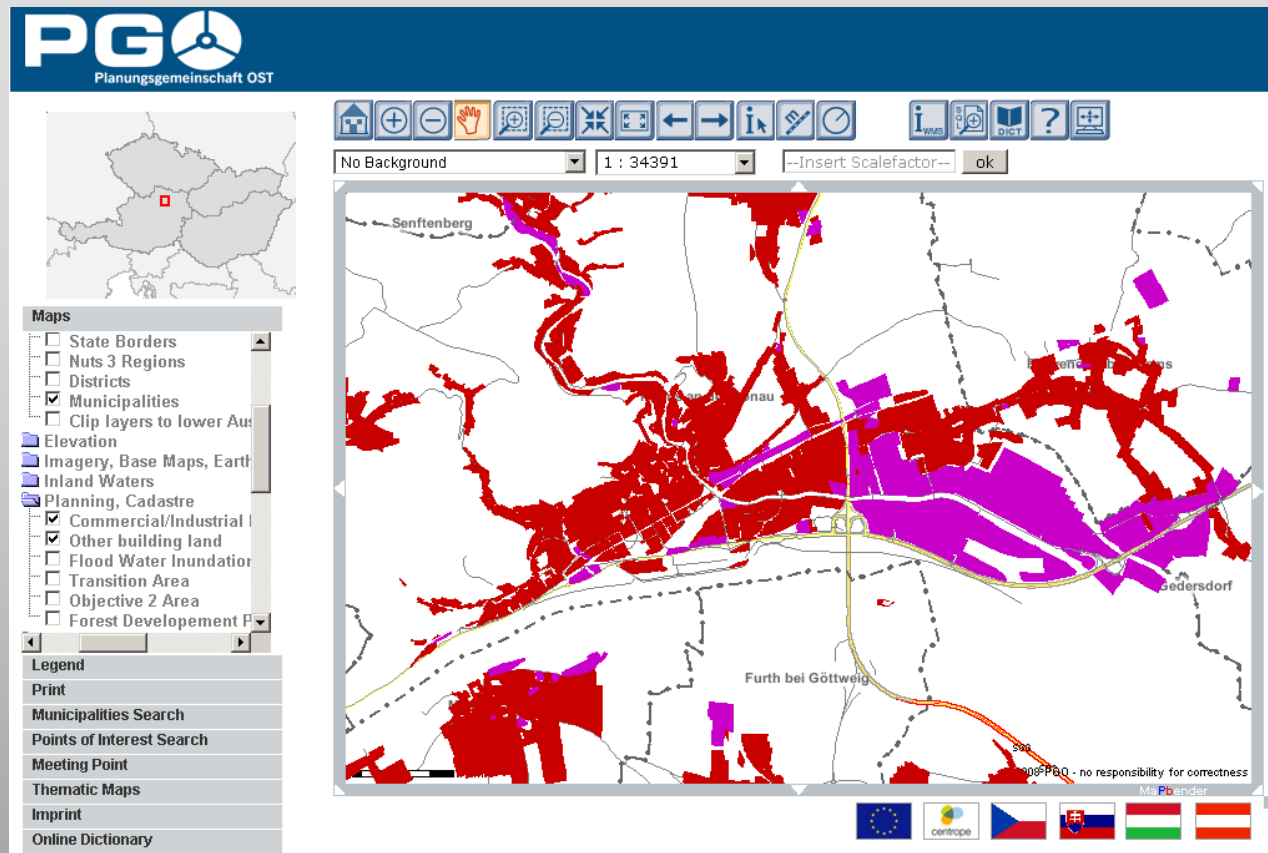 PGO
Planungsgemeinschaft OST
i WMS
SQL
DICT
?
No Background
1 : 34391
--Insert Scalefactor--
ok
Maps
State Borders
Nuts 3 Regions
Districts
Municipalities
Clip layers to lower Aus
Elevation
Imagery, Base Maps, Earth
Inland Waters
Planning, Cadastre
Commercial/Industrial
Other building land
Flood Water Inundation
Transition Area
Objective 2 Area
Forest Developement P
Legend
Print
Municipalities Search
Points of Interest Search
Meeting Point
Thematic Maps
Imprint
Online Dictionary
Senftenberg
Gedersdorf
Furth bei Göttweig
PGO - no responsibility for correctness
MaPbender
centrope